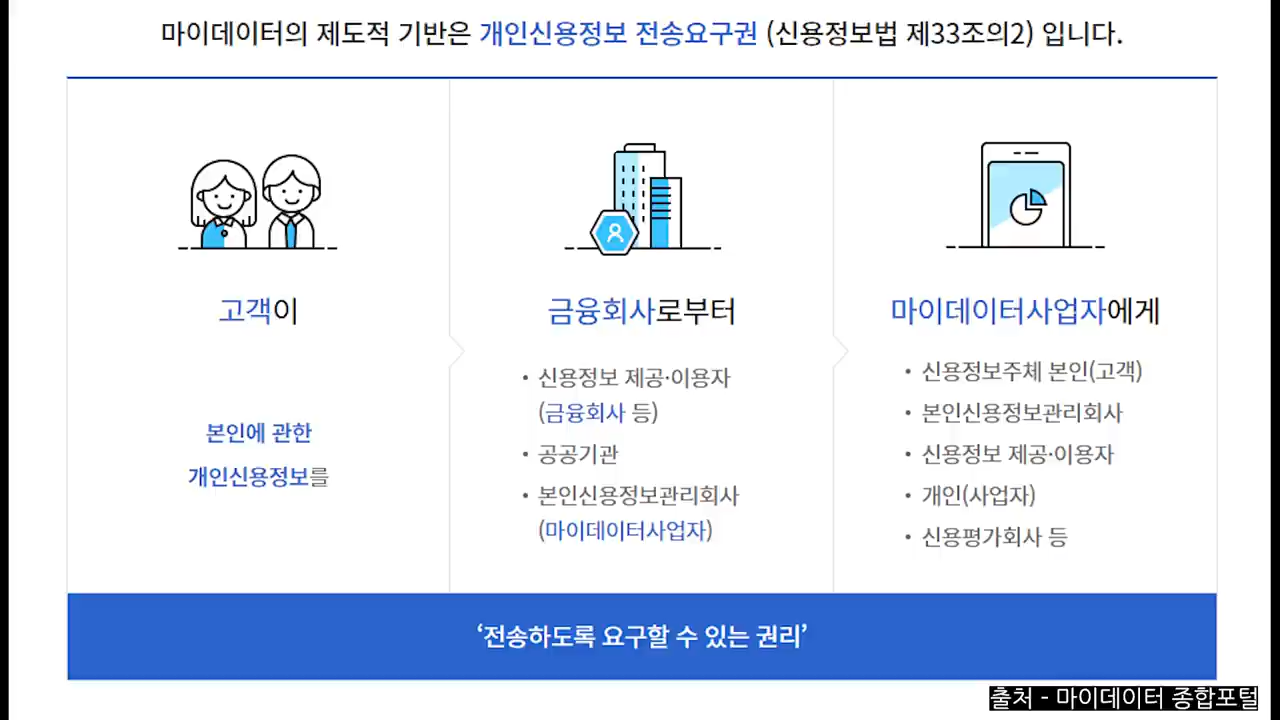 마이데이터의 제도적 기반은 개인신용정보 전송요구권 (신용정보법 제33조의2) 입니다.
고객이
본인에 관한
개인신용정보를
금융회사로부터
• 신용정보 제공·이용자
(금융회사 등)
• 공공기관
• 본인신용정보관리회사
(마이데이터사업자)
마이데이터사업자에게
• 신용정보주체 본인(고객)
• 본인신용정보관리회사
• 신용정보 제공·이용자
• 개인(사업자)
• 신용평가회사 등
‘전송하도록 요구할 수 있는 권리’
출처 - 마이데이터 종합포털